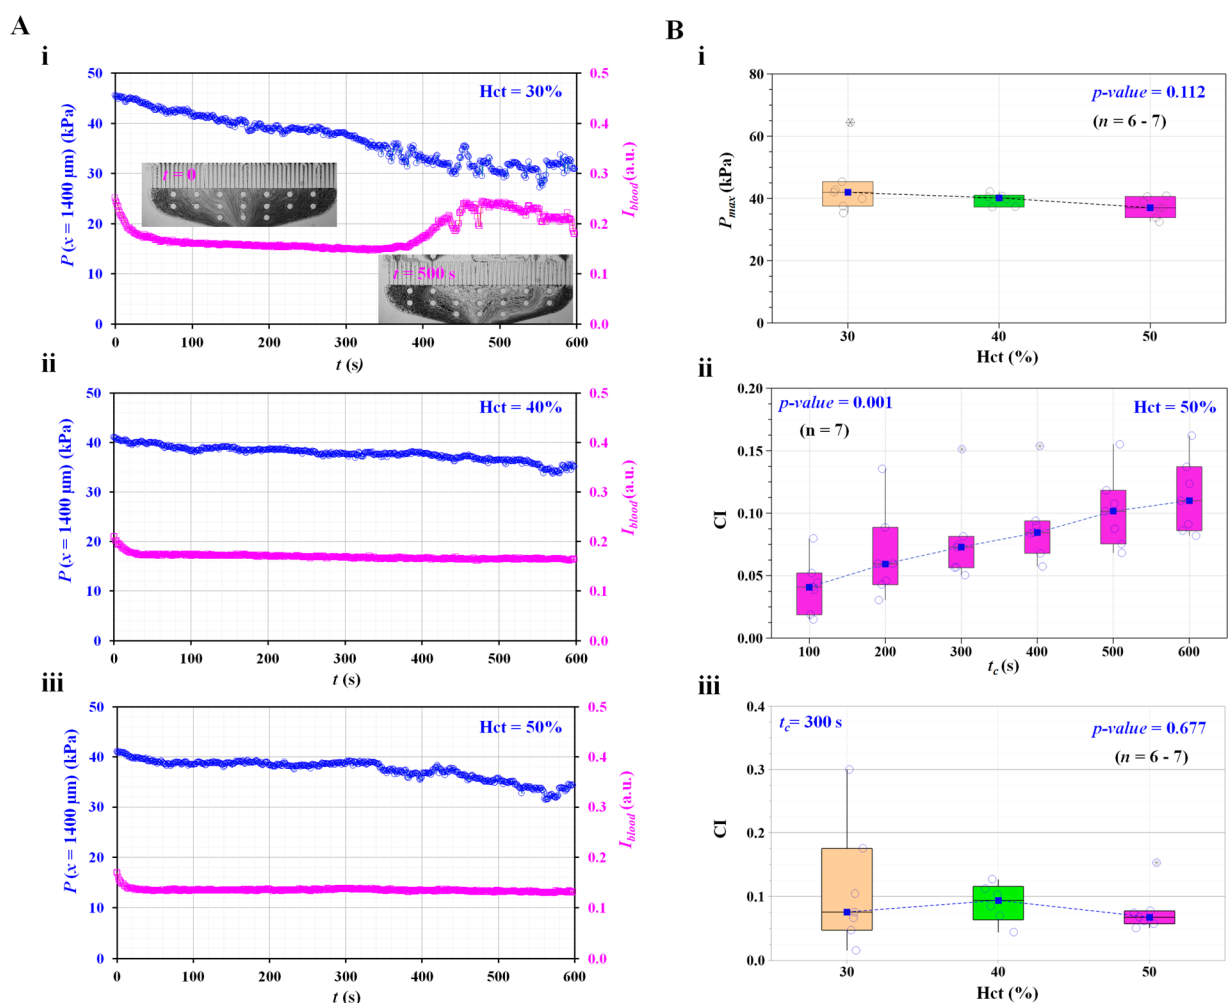 A
i
Hct = 30%
P (x = 1400 μm) (kPa)
I_blood (a.u.)
50
40
30
20
10
0
0.5
0.4
0.3
0.2
0.1
0.0
t = 0
t = 500 s
0 100 200 300 400 500 600
t (s)
ii
Hct = 40%
P (x = 1400 μm) (kPa)
I_blood (a.u.)
50
40
30
20
10
0
0.5
0.4
0.3
0.2
0.1
0.0
0 100 200 300 400 500 600
t (s)
iii
Hct = 50%
P (x = 1400 μm) (kPa)
I_blood (a.u.)
50
40
30
20
10
0
0.5
0.4
0.3
0.2
0.1
0.0
0 100 200 300 400 500 600
t (s)
B
i
p-value = 0.112
(n = 6 - 7)
P_max (kPa)
80
60
40
20
0
30 40 50
Hct (%)
ii
p-value = 0.001
(n = 7)
Hct = 50%
CI
0.20
0.15
0.10
0.05
0.00
100 200 300 400 500 600
t_c (s)
iii
t_c= 300 s
p-value = 0.677
(n = 6 - 7)
CI
0.4
0.3
0.2
0.1
0.0
30 40 50
Hct (%)